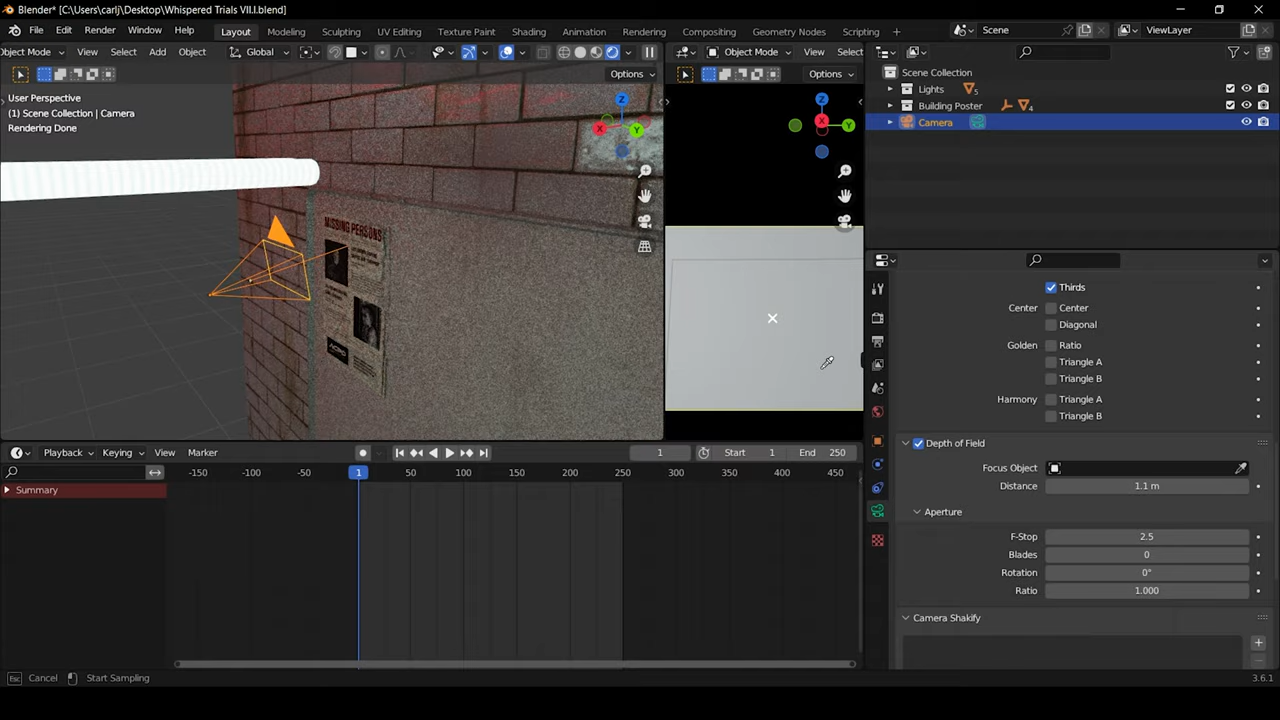 Blender* [C:\Users\carlj\Desktop\Whispered Trials VII.I.blend]
File Edit Render Window Help Layout Modeling Sculpting UV Editing Texture Paint Shading Animation Rendering Compositing Geometry Nodes Scripting + Scene ViewLayer
Object Mode View Select Add Object Global Object Mode View Select
Options Options
User Perspective
(1) Scene Collection | Camera
Rendering Done
Z
X Y
Z
X Y
MISSING PERSONS
Scene Collection
Lights 5
Building Poster 4
Camera
Thirds
Center Center
Diagonal
Golden Ratio
Triangle A
Triangle B
Harmony Triangle A
Triangle B
Depth of Field
Focus Object
Distance 1.1 m
Aperture
F-Stop 2.5
Blades 0
Rotation 0°
Ratio 1.000
Camera Shakify
Playback Keying View Marker 1 Start 1 End 250
-150 -100 -50 1 50 100 150 200 250 300 350 400 450
Summary
Esc Cancel Start Sampling 3.6.1